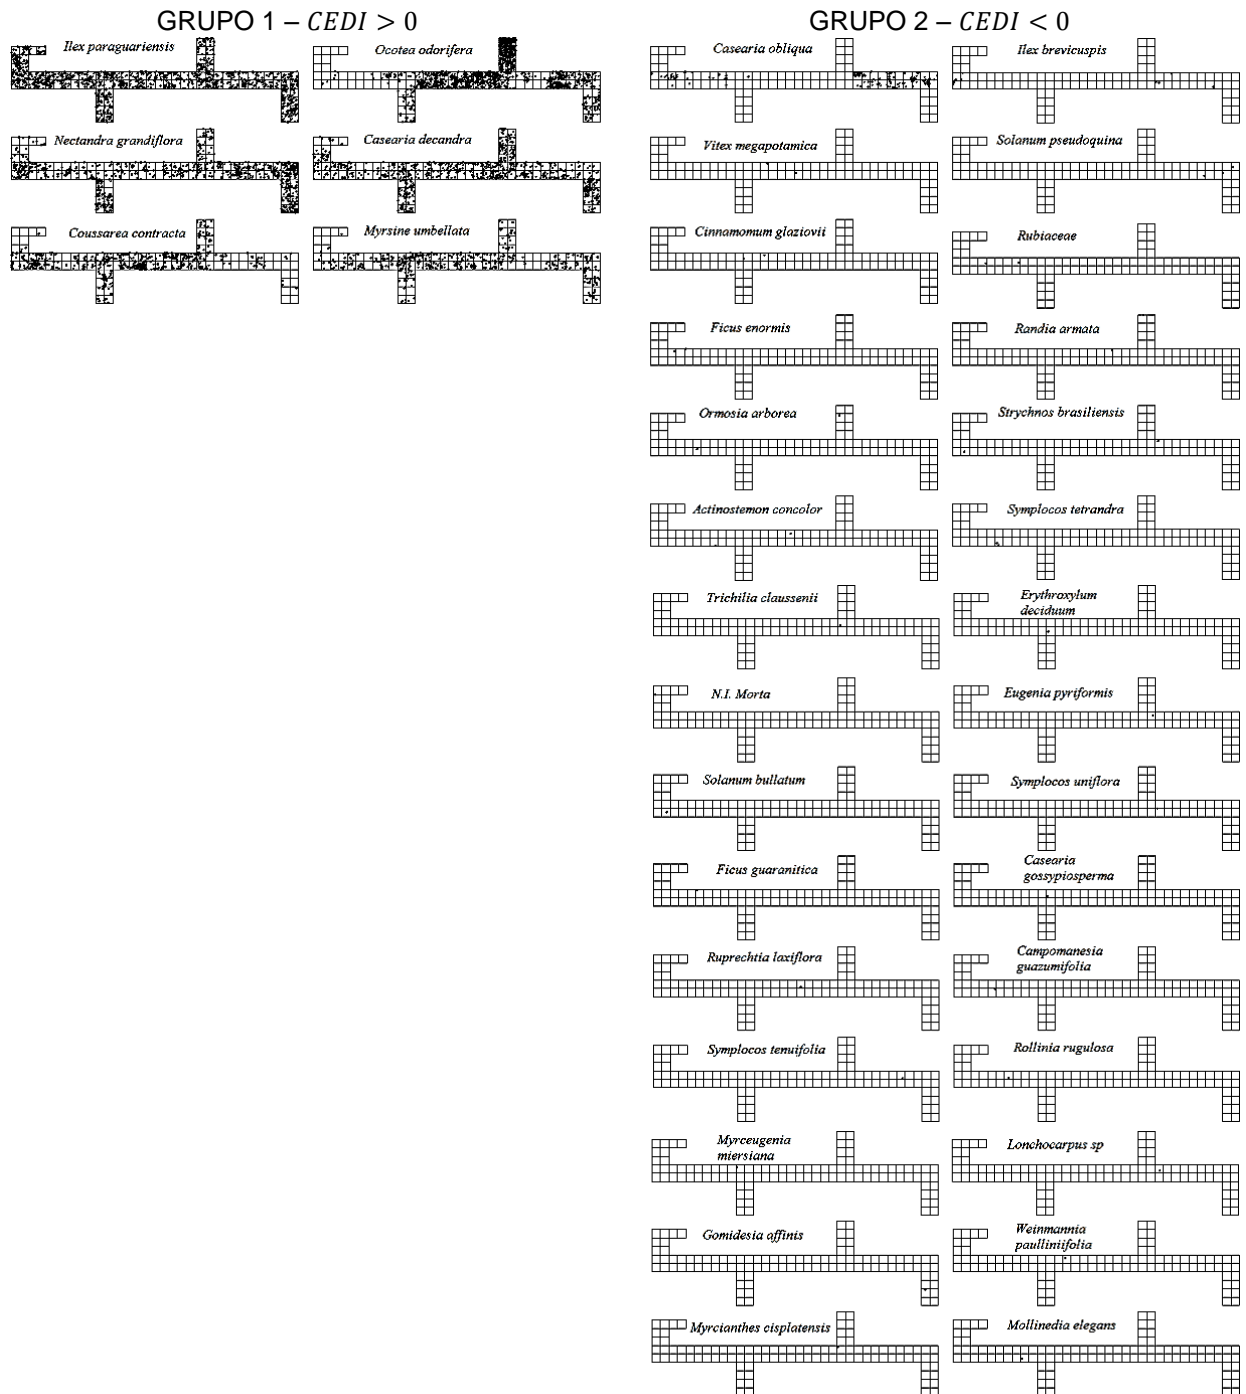 GRUPO 1 – CEDI > 0
Ilex paraguariensis
Ocotea odorifera
Nectandra grandiflora
Casearia decandra
Coussarea contracta
Myrsine umbellata
GRUPO 2 – CEDI < 0
Casearia obliqua
Ilex brevicuspis
Vitex megapotamica
Solanum pseudoquina
Cinnamomum glaziovii
Rubiaceae
Ficus enormis
Randia armata
Ormosia arborea
Strychnos brasiliensis
Actinostemon concolor
Symplocos tetrandra
Trichilia claussenii
Erythroxylum
deciduum
N.I. Morta
Eugenia pyriformis
Solanum bullatum
Symplocos uniflora
Ficus guaranitica
Casearia
gossypiosperma
Ruprechtia laxiflora
Campomanesia
guazumifolia
Symplocos tenuifolia
Rollinia rugulosa
Myrceugenia
miersiana
Lonchocarpus sp
Gomidesia affinis
Weinmannia
paulliniifolia
Myrcianthes cisplatensis
Mollinedia elegans